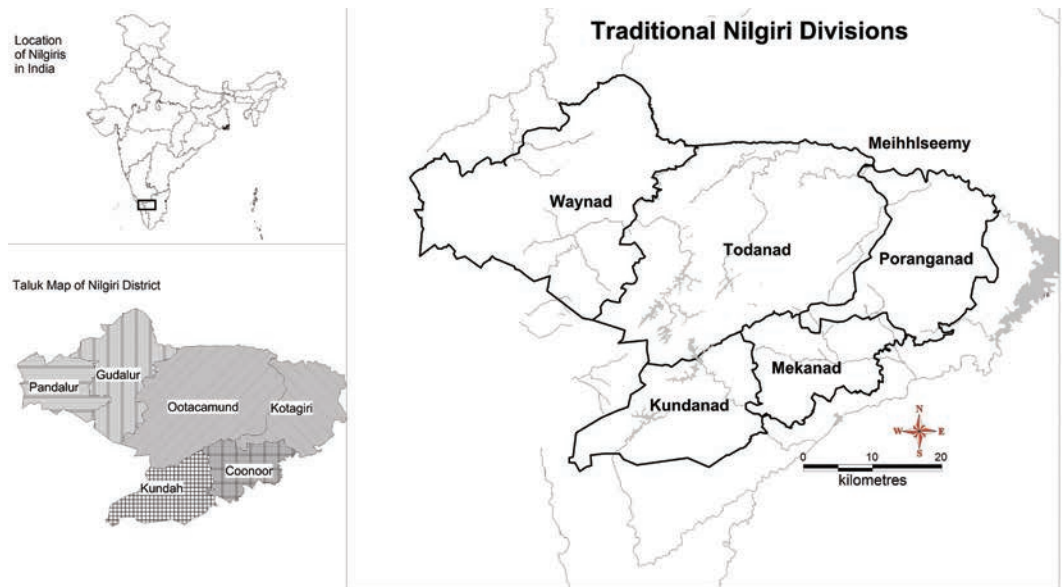 Location
of Nilgiris
in India
Taluk Map of Nilgiri District
Pandalur
Gudalur
Ootacamund
Kotagiri
Coonoor
Kundah
Traditional Nilgiri Divisions
Meihhlseemy
Waynad
Todanad
Poranganad
Mekanad
Kundanad
N
W E
S
0 10 20
kilometres